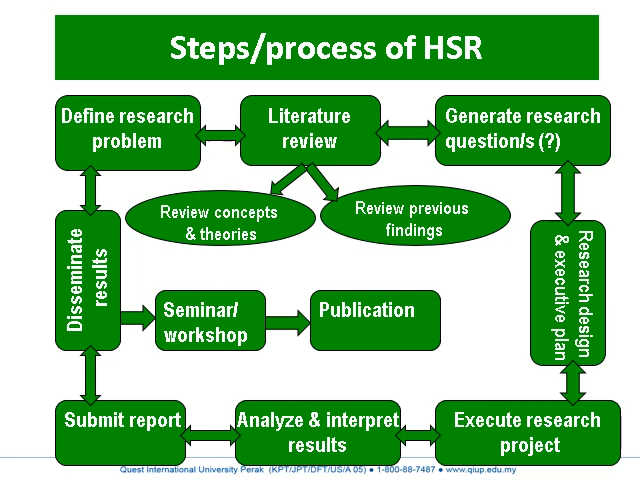 Steps/process of HSR
Define research
problem
Literature
review
Generate research
question/s (?)
Review concepts
& theories
Review previous
findings
Disseminate
results
Research design
& executive plan
Seminar/
workshop
Publication
Submit report
Analyze & interpret
results
Execute research
project
Quest International University Perak (KPT/JPT/DFT/US/A 05) ● 1-800-88-7487 ● www.qiup.edu.my